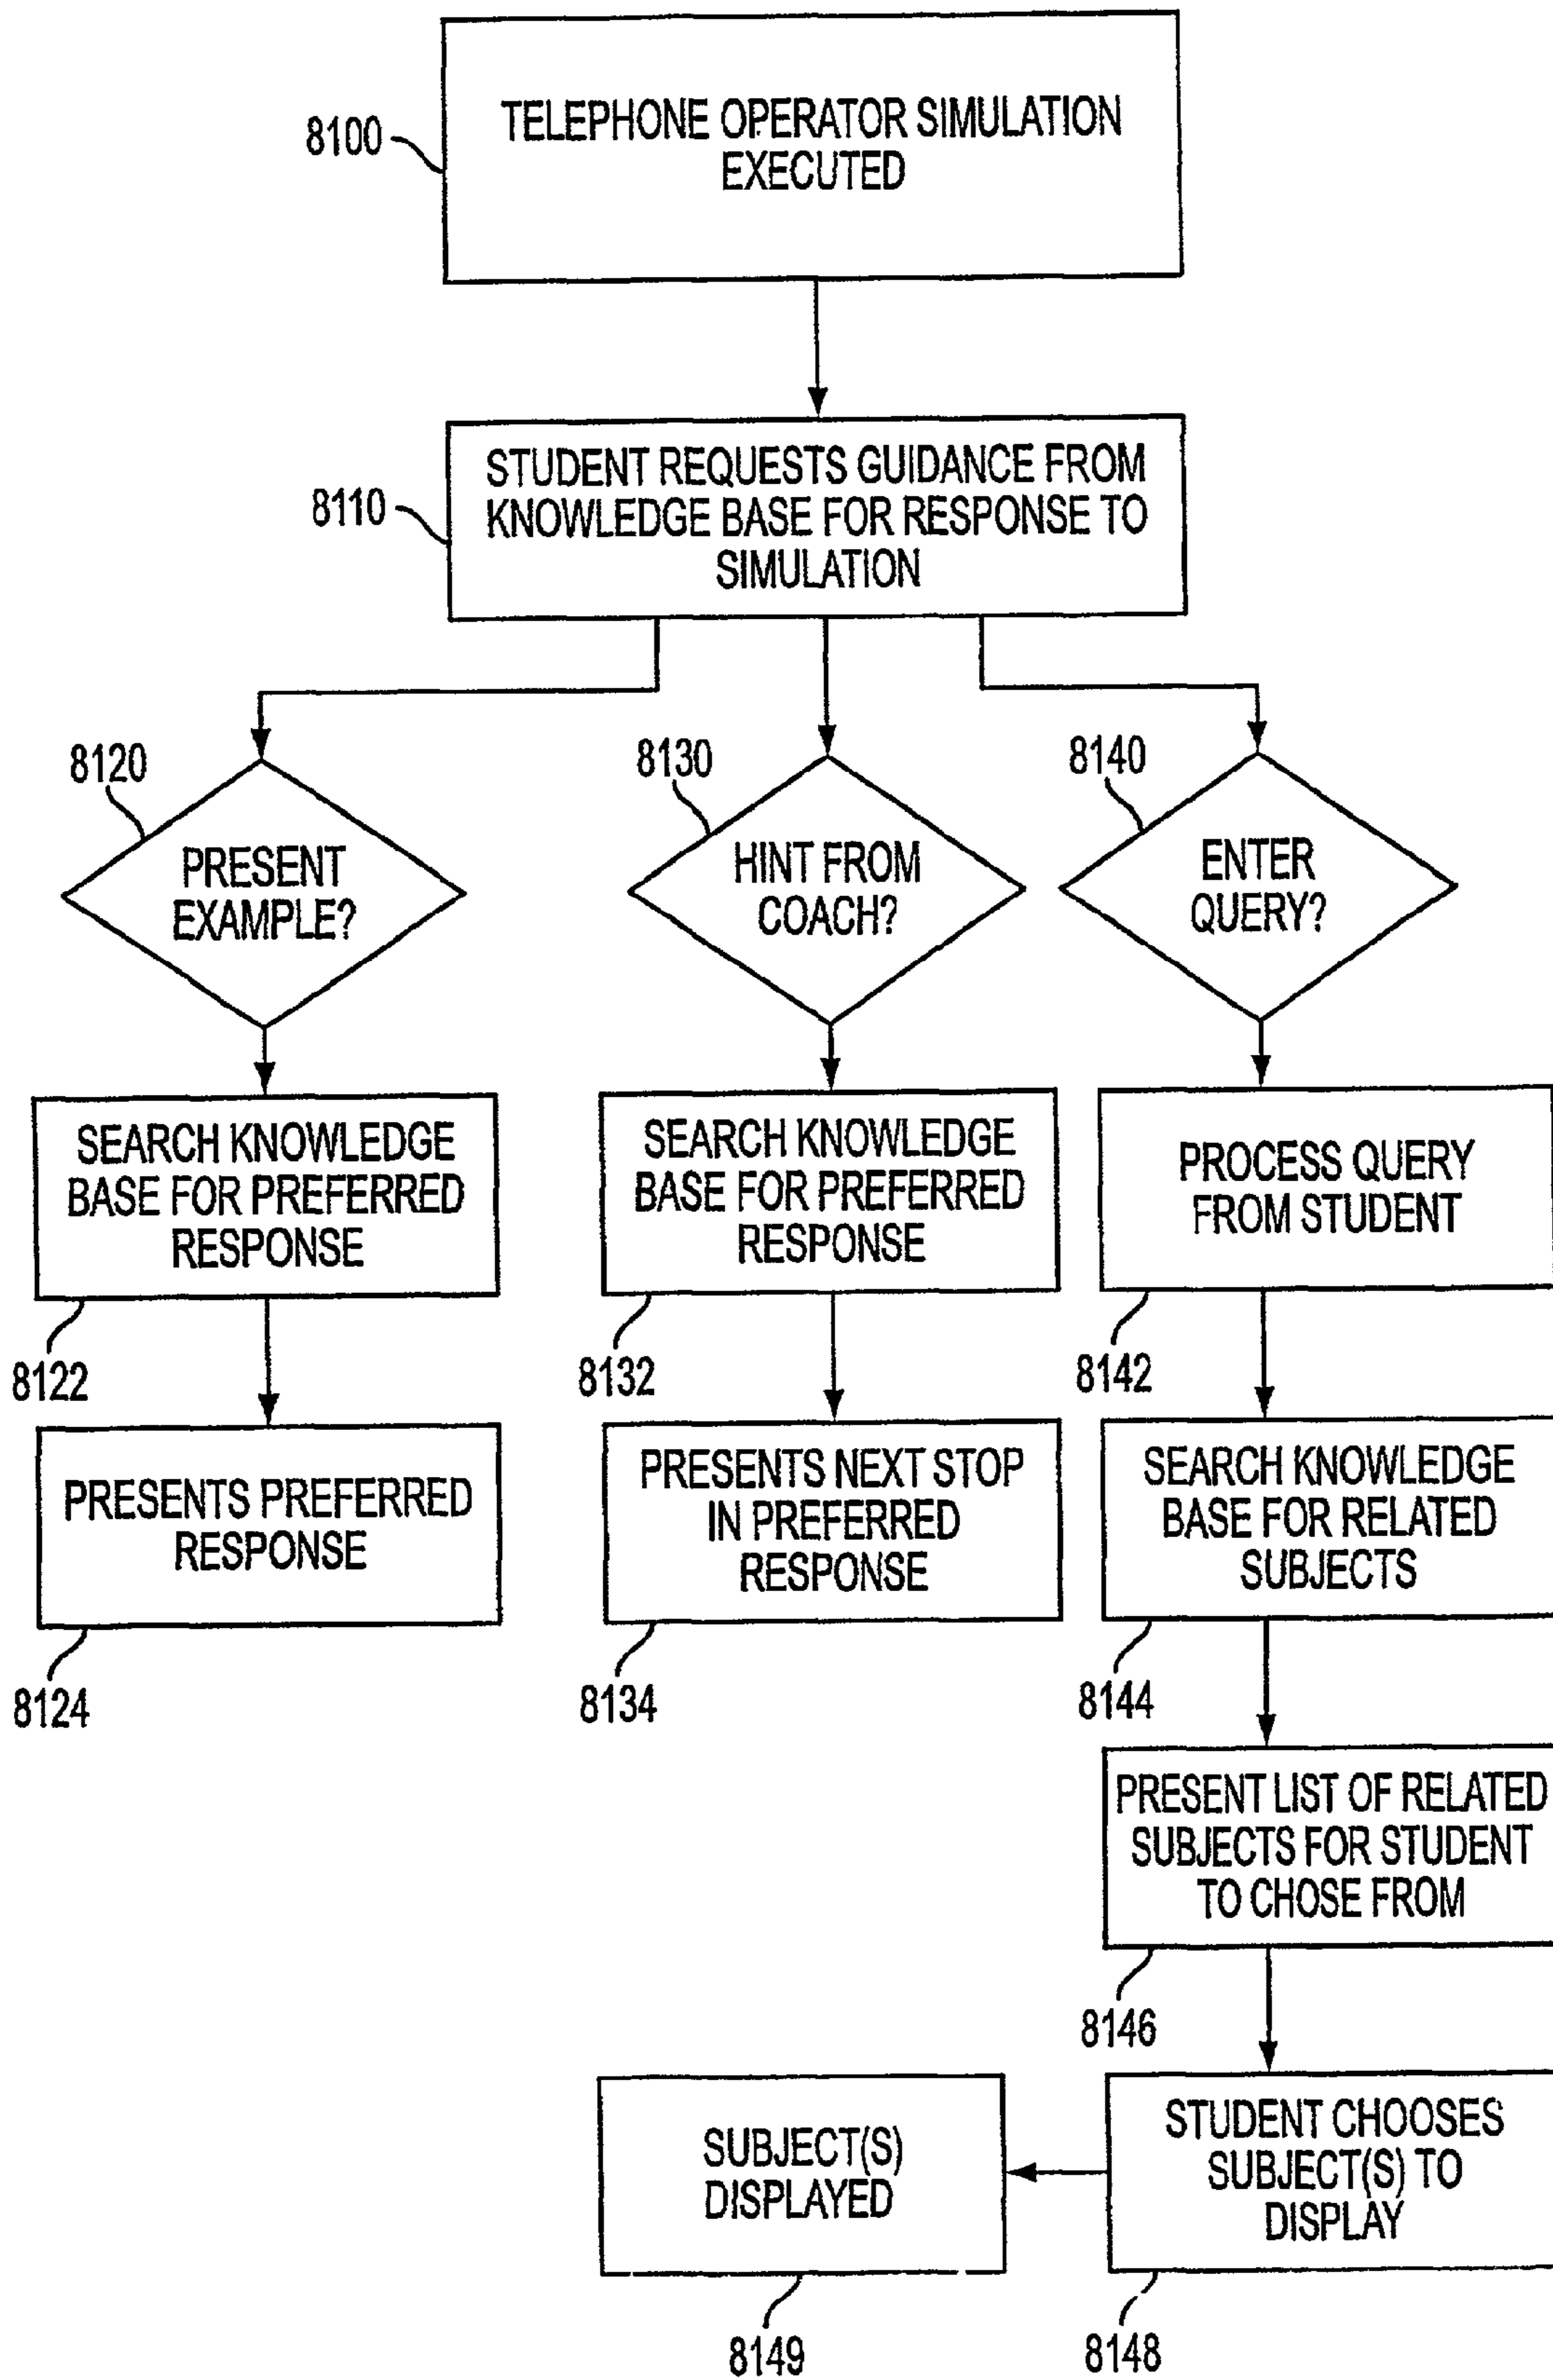 TELEPHONE OPERATOR SIMULATION
EXECUTED
8100
STUDENT REQUESTS GUIDANCE FROM
KNOWLEDGE BASE FOR RESPONSE TO
SIMULATION
8110
8120
PRESENT
EXAMPLE?
8130
HINT FROM
COACH?
8140
ENTER
QUERY?
SEARCH KNOWLEDGE
BASE FOR PREFERRED
RESPONSE
8122
SEARCH KNOWLEDGE
BASE FOR PREFERRED
RESPONSE
8132
PROCESS QUERY
FROM STUDENT
8142
PRESENTS PREFERRED
RESPONSE
8124
PRESENTS NEXT STOP
IN PREFERRED
RESPONSE
8134
SEARCH KNOWLEDGE
BASE FOR RELATED
SUBJECTS
8144
PRESENT LIST OF RELATED
SUBJECTS FOR STUDENT
TO CHOSE FROM
8146
STUDENT CHOOSES
SUBJECT(S) TO
DISPLAY
8148
SUBJECT(S)
DISPLAYED
8149